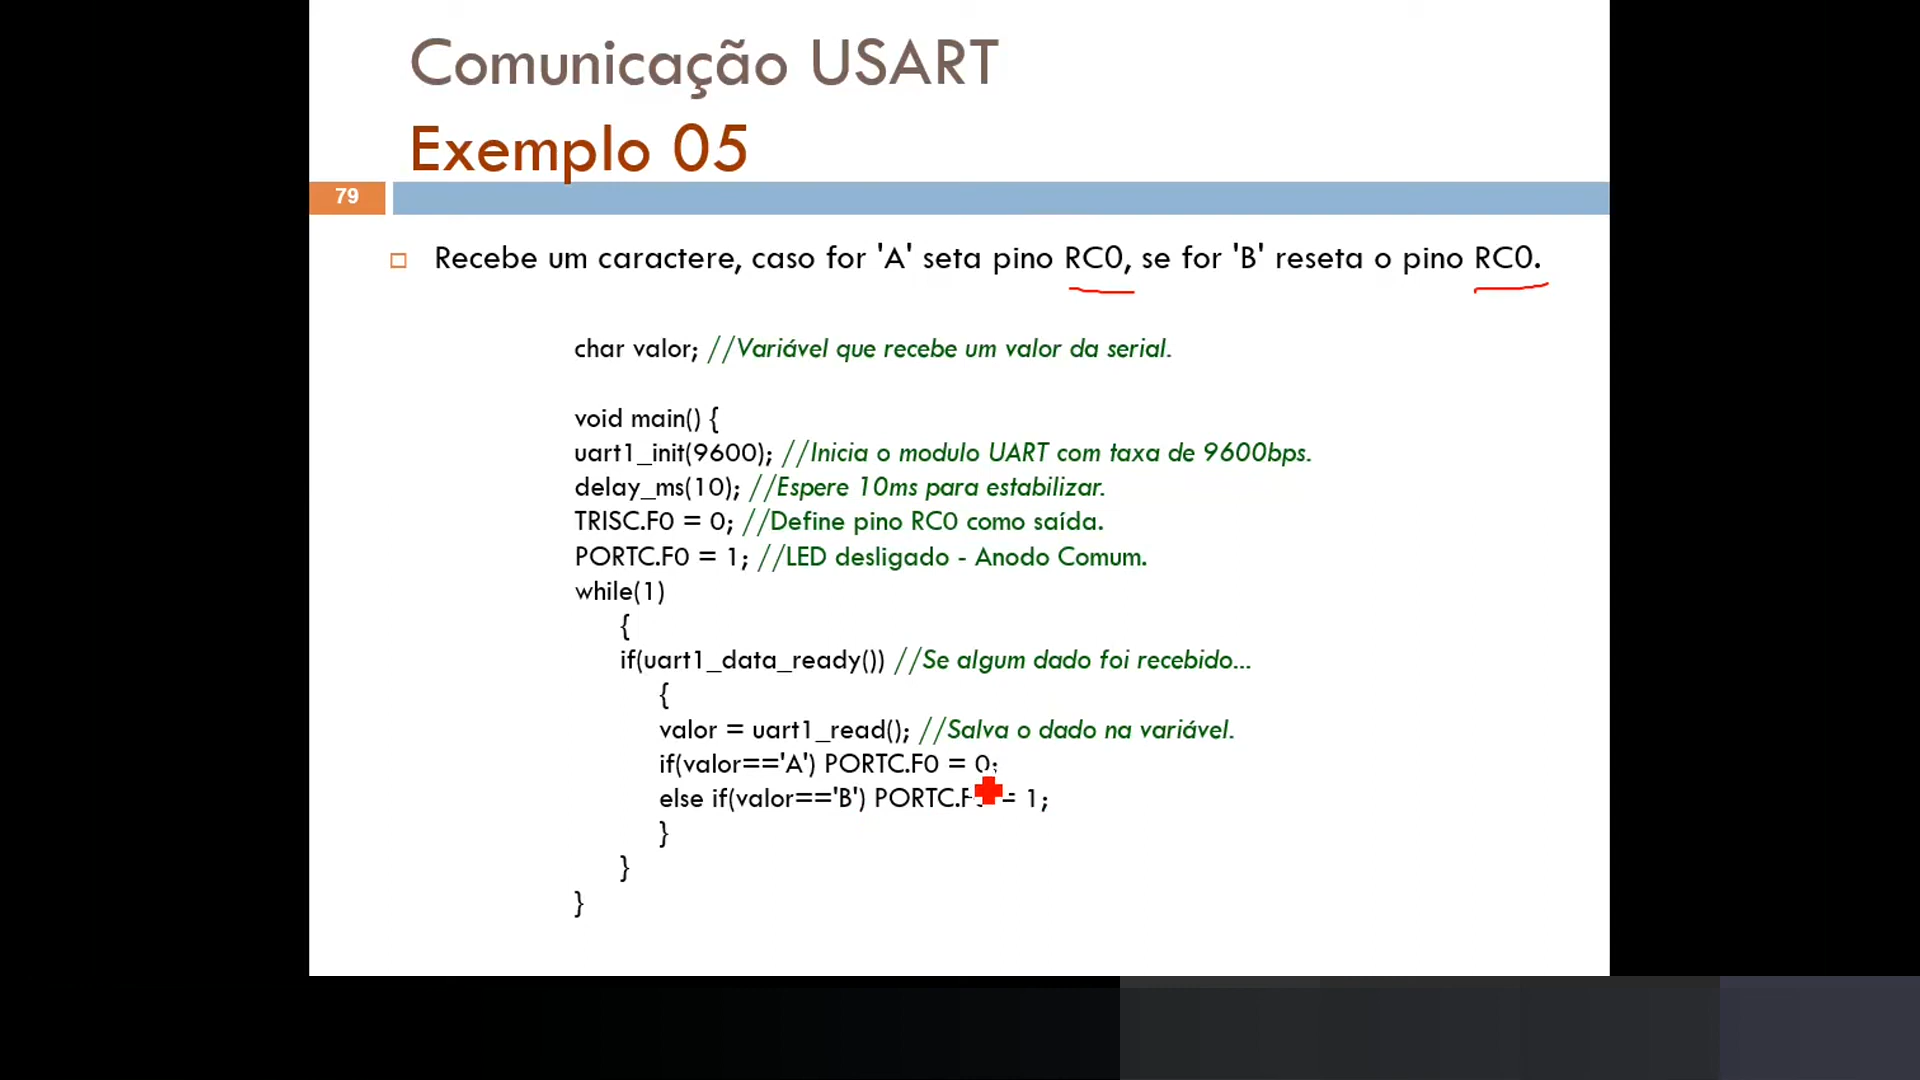 Comunicação USART
Exemplo 05
79
Recebe um caractere, caso for 'A' seta pino RC0, se for 'B' reseta o pino RC0.
char valor; //Variável que recebe um valor da serial.
void main() {
uart1_init(9600); //Inicia o modulo UART com taxa de 9600bps.
delay_ms(10); //Espere 10ms para estabilizar.
TRISC.F0 = 0; //Define pino RC0 como saída.
PORTC.F0 = 1; //LED desligado - Anodo Comum.
while(1)
{
if(uart1_data_ready()) //Se algum dado foi recebido...
{
valor = uart1_read(); //Salva o dado na variável.
if(valor=='A') PORTC.F0 = 0;
else if(valor=='B') = 1;
}
}
}